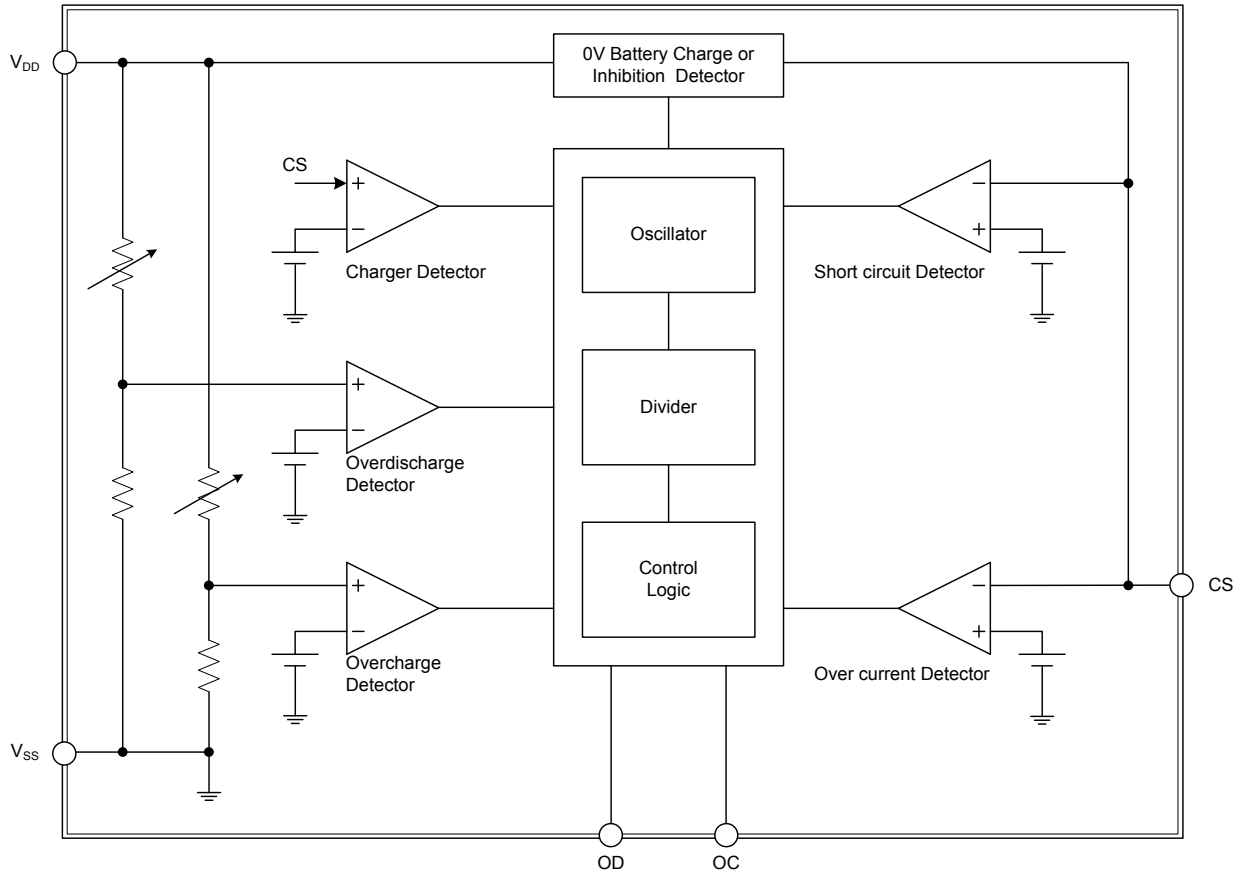 0V Battery Charge or
Inhibition Detector
VDD
CS
+
−
Charger Detector
Oscillator
−
+
Short circuit Detector
+
−
Overdischarge
Detector
Divider
+
−
Overcharge
Detector
Control
Logic
−
+
Over current Detector
CS
VSS
OD
OC